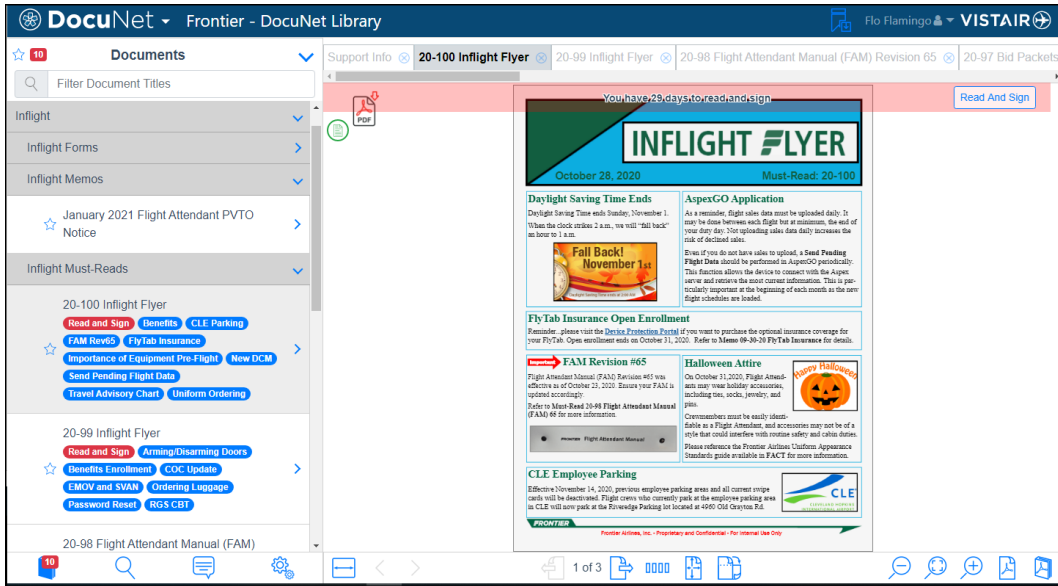 DocuNet Frontier - DocuNet Library
Flo Flamingo VISTAIR
10 Documents
Filter Document Titles
Inflight
Inflight Forms
Inflight Memos
January 2021 Flight Attendant PVTO
Notice
Inflight Must-Reads
20-100 Inflight Flyer
Read and Sign Benefits CLE Parking
FAM Rev65 FlyTab Insurance
Importance of Equipment Pre-Flight New DCM
Send Pending Flight Data
Travel Advisory Chart Uniform Ordering
20-99 Inflight Flyer
Read and Sign Arming/Disarming Doors
Benefits Enrollment COC Update
EMOV and SVAN Ordering Luggage
Password Reset RGS CBT
20-98 Flight Attendant Manual (FAM)
10
Support Info 20-100 Inflight Flyer 20-99 Inflight Flyer 20-98 Flight Attendant Manual (FAM) Revision 65 20-97 Bid Packets
You have 29 days to read and sign
Read And Sign
PDF
INFLIGHT FLYER
October 28, 2020 Must-Read: 20-100
Daylight Saving Time Ends
Daylight Saving Time ends Sunday, November 1.
When the clock strikes 2 a.m., we will “fall back”
an hour to 1 a.m.
Fall Back!
November 1st
Daylight Saving time ends at 2:00 AM
AspexGO Application
As a reminder, flight sales data must be uploaded daily. It
may be done between each flight but at minimum, the end of
your duty day. Not uploading sales data daily increases the
risk of declined sales.
Even if you do not have sales to upload, a Send Pending
Flight Data should be performed in AspexGO periodically.
This function allows the device to connect with the Aspex
server and retrieve the most current information. This is par-
ticularly important at the beginning of each month as the new
flight schedules are loaded.
FlyTab Insurance Open Enrollment
Reminder...please visit the Device Protection Portal if you want to purchase the optional insurance coverage for
your FlyTab. Open enrollment ends on October 31, 2020. Refer to Memo 09-30-20 FlyTab Insurance for details.
Important FAM Revision #65
Flight Attendant Manual (FAM) Revision #65 was
effective as of October 23, 2020. Ensure your FAM is
updated accordingly.
Refer to Must-Read 20-98 Flight Attendant Manual
(FAM) 65 for more information.
FRONTIER Flight Attendant Manual
Halloween Attire
On October 31,2020, Flight Attend-
ants may wear holiday accessories,
including ties, socks, jewelry, and
pins.
Happy Halloween
Crewmembers must be easily identi-
fiable as a Flight Attendant, and accessories may not be of a
style that could interfere with routine safety and cabin duties.
Please reference the Frontier Airlines Uniform Appearance
Standards guide available in FACT for more information.
CLE Employee Parking
Effective November 14, 2020, previous employee parking areas and all current swipe
cards will be deactivated. Flight crews who currently park at the employee parking area
in CLE will now park at the Riveredge Parking lot located at 4960 Old Grayton Rd.
CLE
CLEVELAND HOPKINS
INTERNATIONAL AIRPORT
FRONTIER
Frontier Airlines, Inc. - Proprietary and Confidential - For Internal Use Only
1 of 3